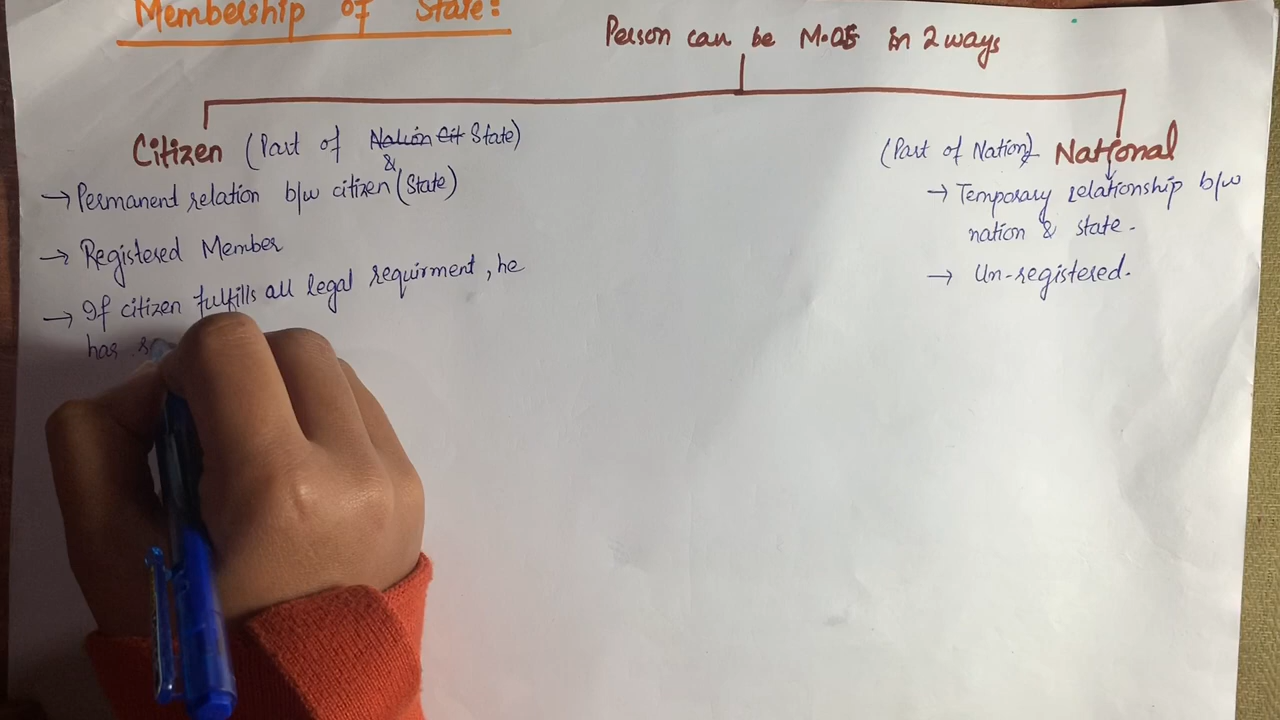 Membership of State:
Person can be M.OS in 2 ways
Citizen (Part of Nation Cit State)
→ Permanent relation b/w citizen & (State)
→ Registered Member
→ If citizen fulfills all legal requirment, he
has
(Part of Nation) National
→ Temporary relationship b/w
nation & state.
→ Un-registered.